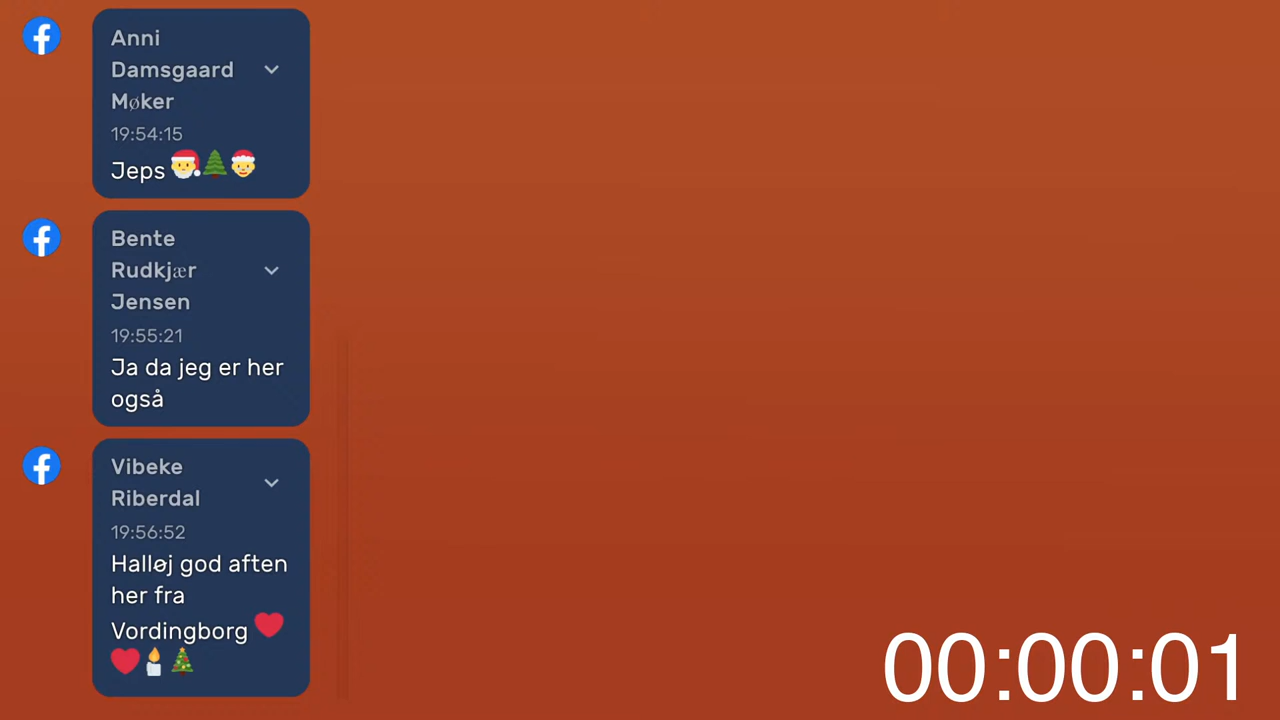 Anni
Damsgaard
Møker
19:54:15
Jeps 🎅🌲🤶
Bente
Rudkjær
Jensen
19:55:21
Ja da jeg er her
også
Vibeke
Riberdal
19:56:52
Halløj god aften
her fra
Vordingborg ❤️
❤️🕯️🎄
00:00:01